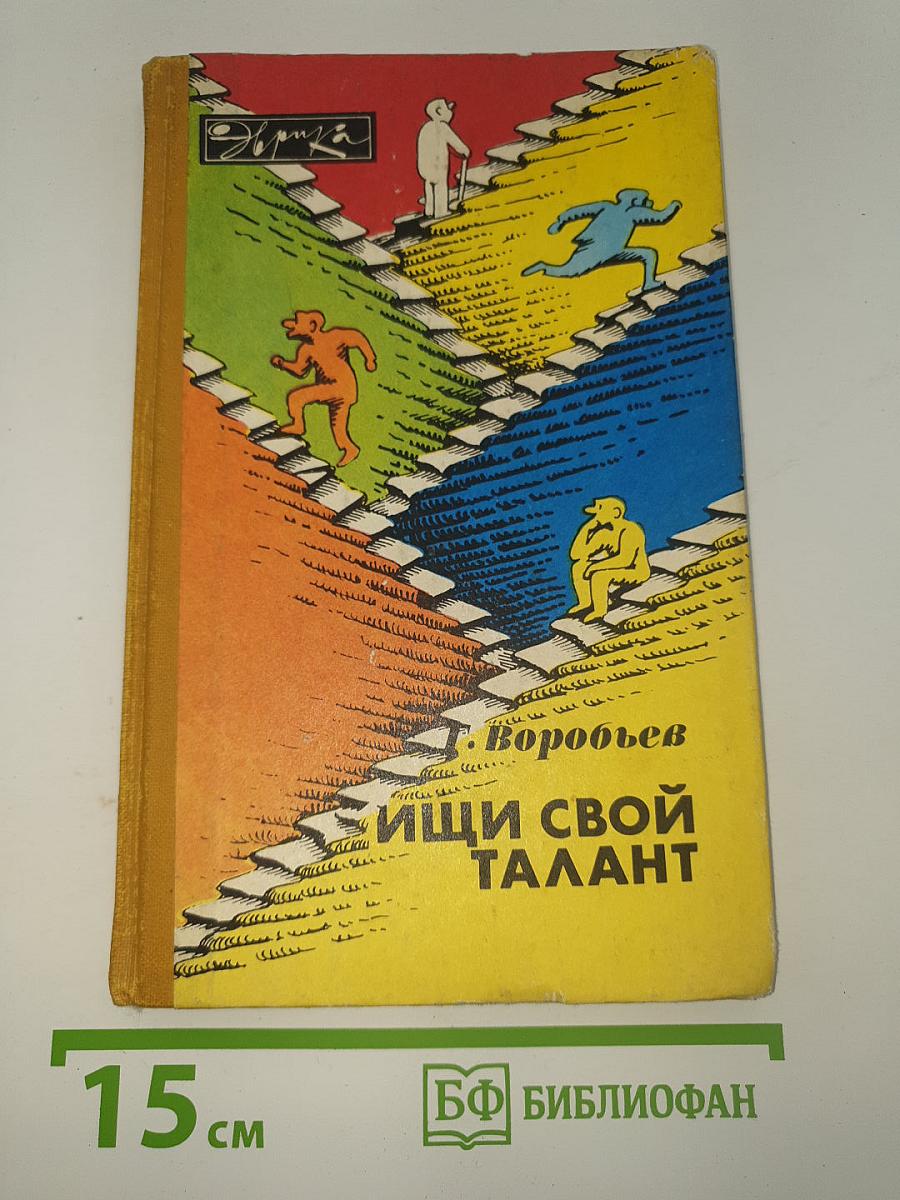 Эврика
Г. Воробьев
ИЩИ СВОЙ
ТАЛАНТ
15 см
БФ БИБЛИОФАН